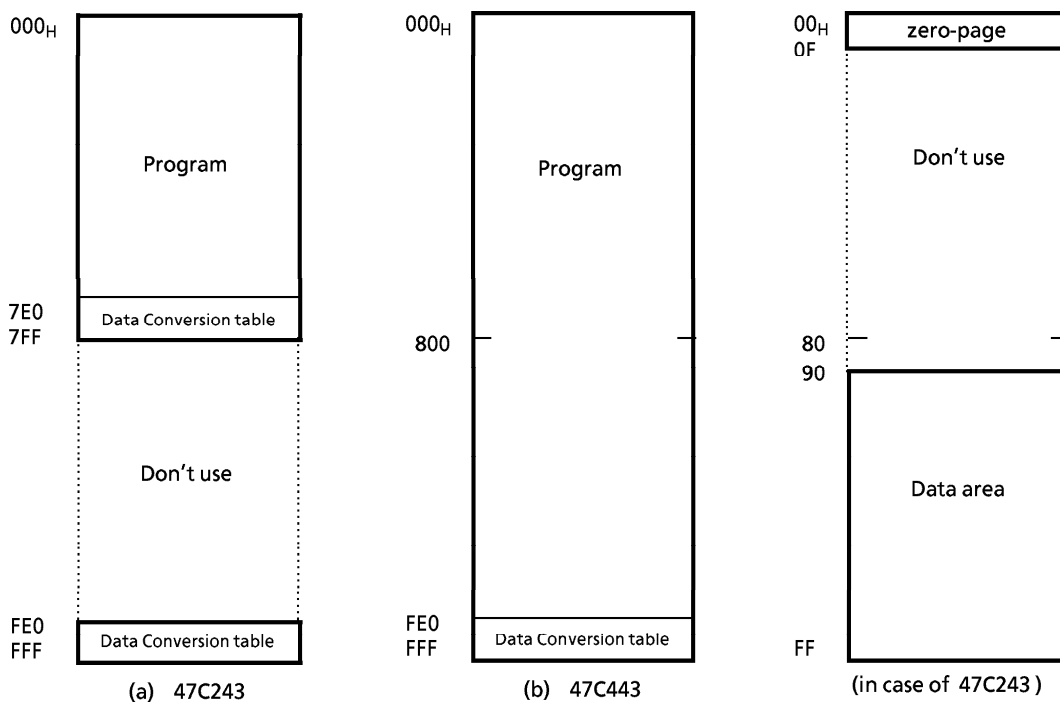 000H
Program
7E0
7FF
Data Conversion table
Don't use
FE0
FFF
Data Conversion table
(a) 47C243
000H
Program
800
FE0
FFF
Data Conversion table
(b) 47C443
00H
0F
zero-page
Don't use
80
90
Data area
FF
(in case of 47C243)